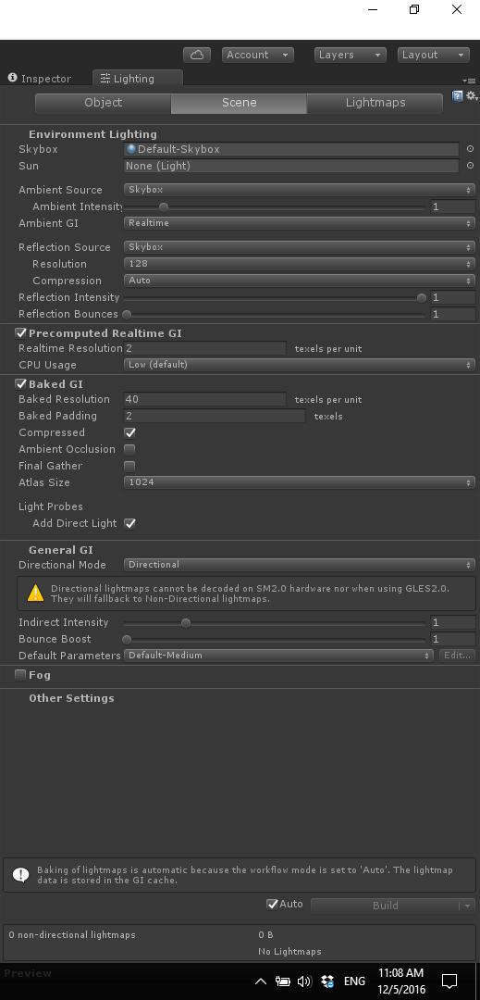 Account
Layers
Layout
Inspector
Lighting
Object
Scene
Lightmaps
Environment Lighting
Skybox
Default-Skybox
Sun
None (Light)
Ambient Source
Skybox
Ambient Intensity
1
Ambient GI
Realtime
Reflection Source
Skybox
Resolution
128
Compression
Auto
Reflection Intensity
1
Reflection Bounces
1
Precomputed Realtime GI
Realtime Resolution
2
texels per unit
CPU Usage
Low (default)
Baked GI
Baked Resolution
40
texels per unit
Baked Padding
2
texels
Compressed
Ambient Occlusion
Final Gather
Atlas Size
1024
Light Probes
Add Direct Light
General GI
Directional Mode
Directional
Directional lightmaps cannot be decoded on SM2.0 hardware nor when using GLES2.0.
They will fallback to Non-Directional lightmaps.
Indirect Intensity
1
Bounce Boost
1
Default Parameters
Default-Medium
Edit...
Fog
Other Settings
Baking of lightmaps is automatic because the workflow mode is set to 'Auto'. The lightmap
data is stored in the GI cache.
Auto
Build
0 non-directional lightmaps
0 B
No Lightmaps
Preview
ENG
11:08 AM
12/5/2016